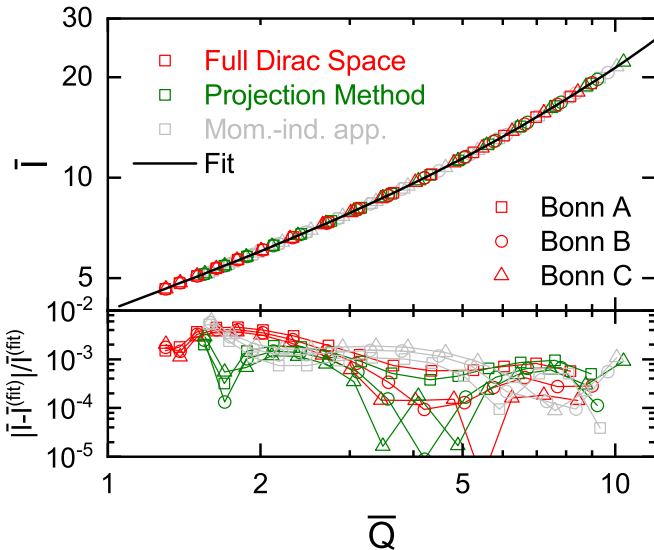 30
20
10
5
Ī
Full Dirac Space
Projection Method
Mom.-ind. app.
Fit
Bonn A
Bonn B
Bonn C
10⁻²
10⁻³
10⁻⁴
10⁻⁵
|Ī-Ī⁽ᶠⁱᵗ⁾|/Ī⁽ᶠⁱᵗ⁾
1 2 5 10
Q̅